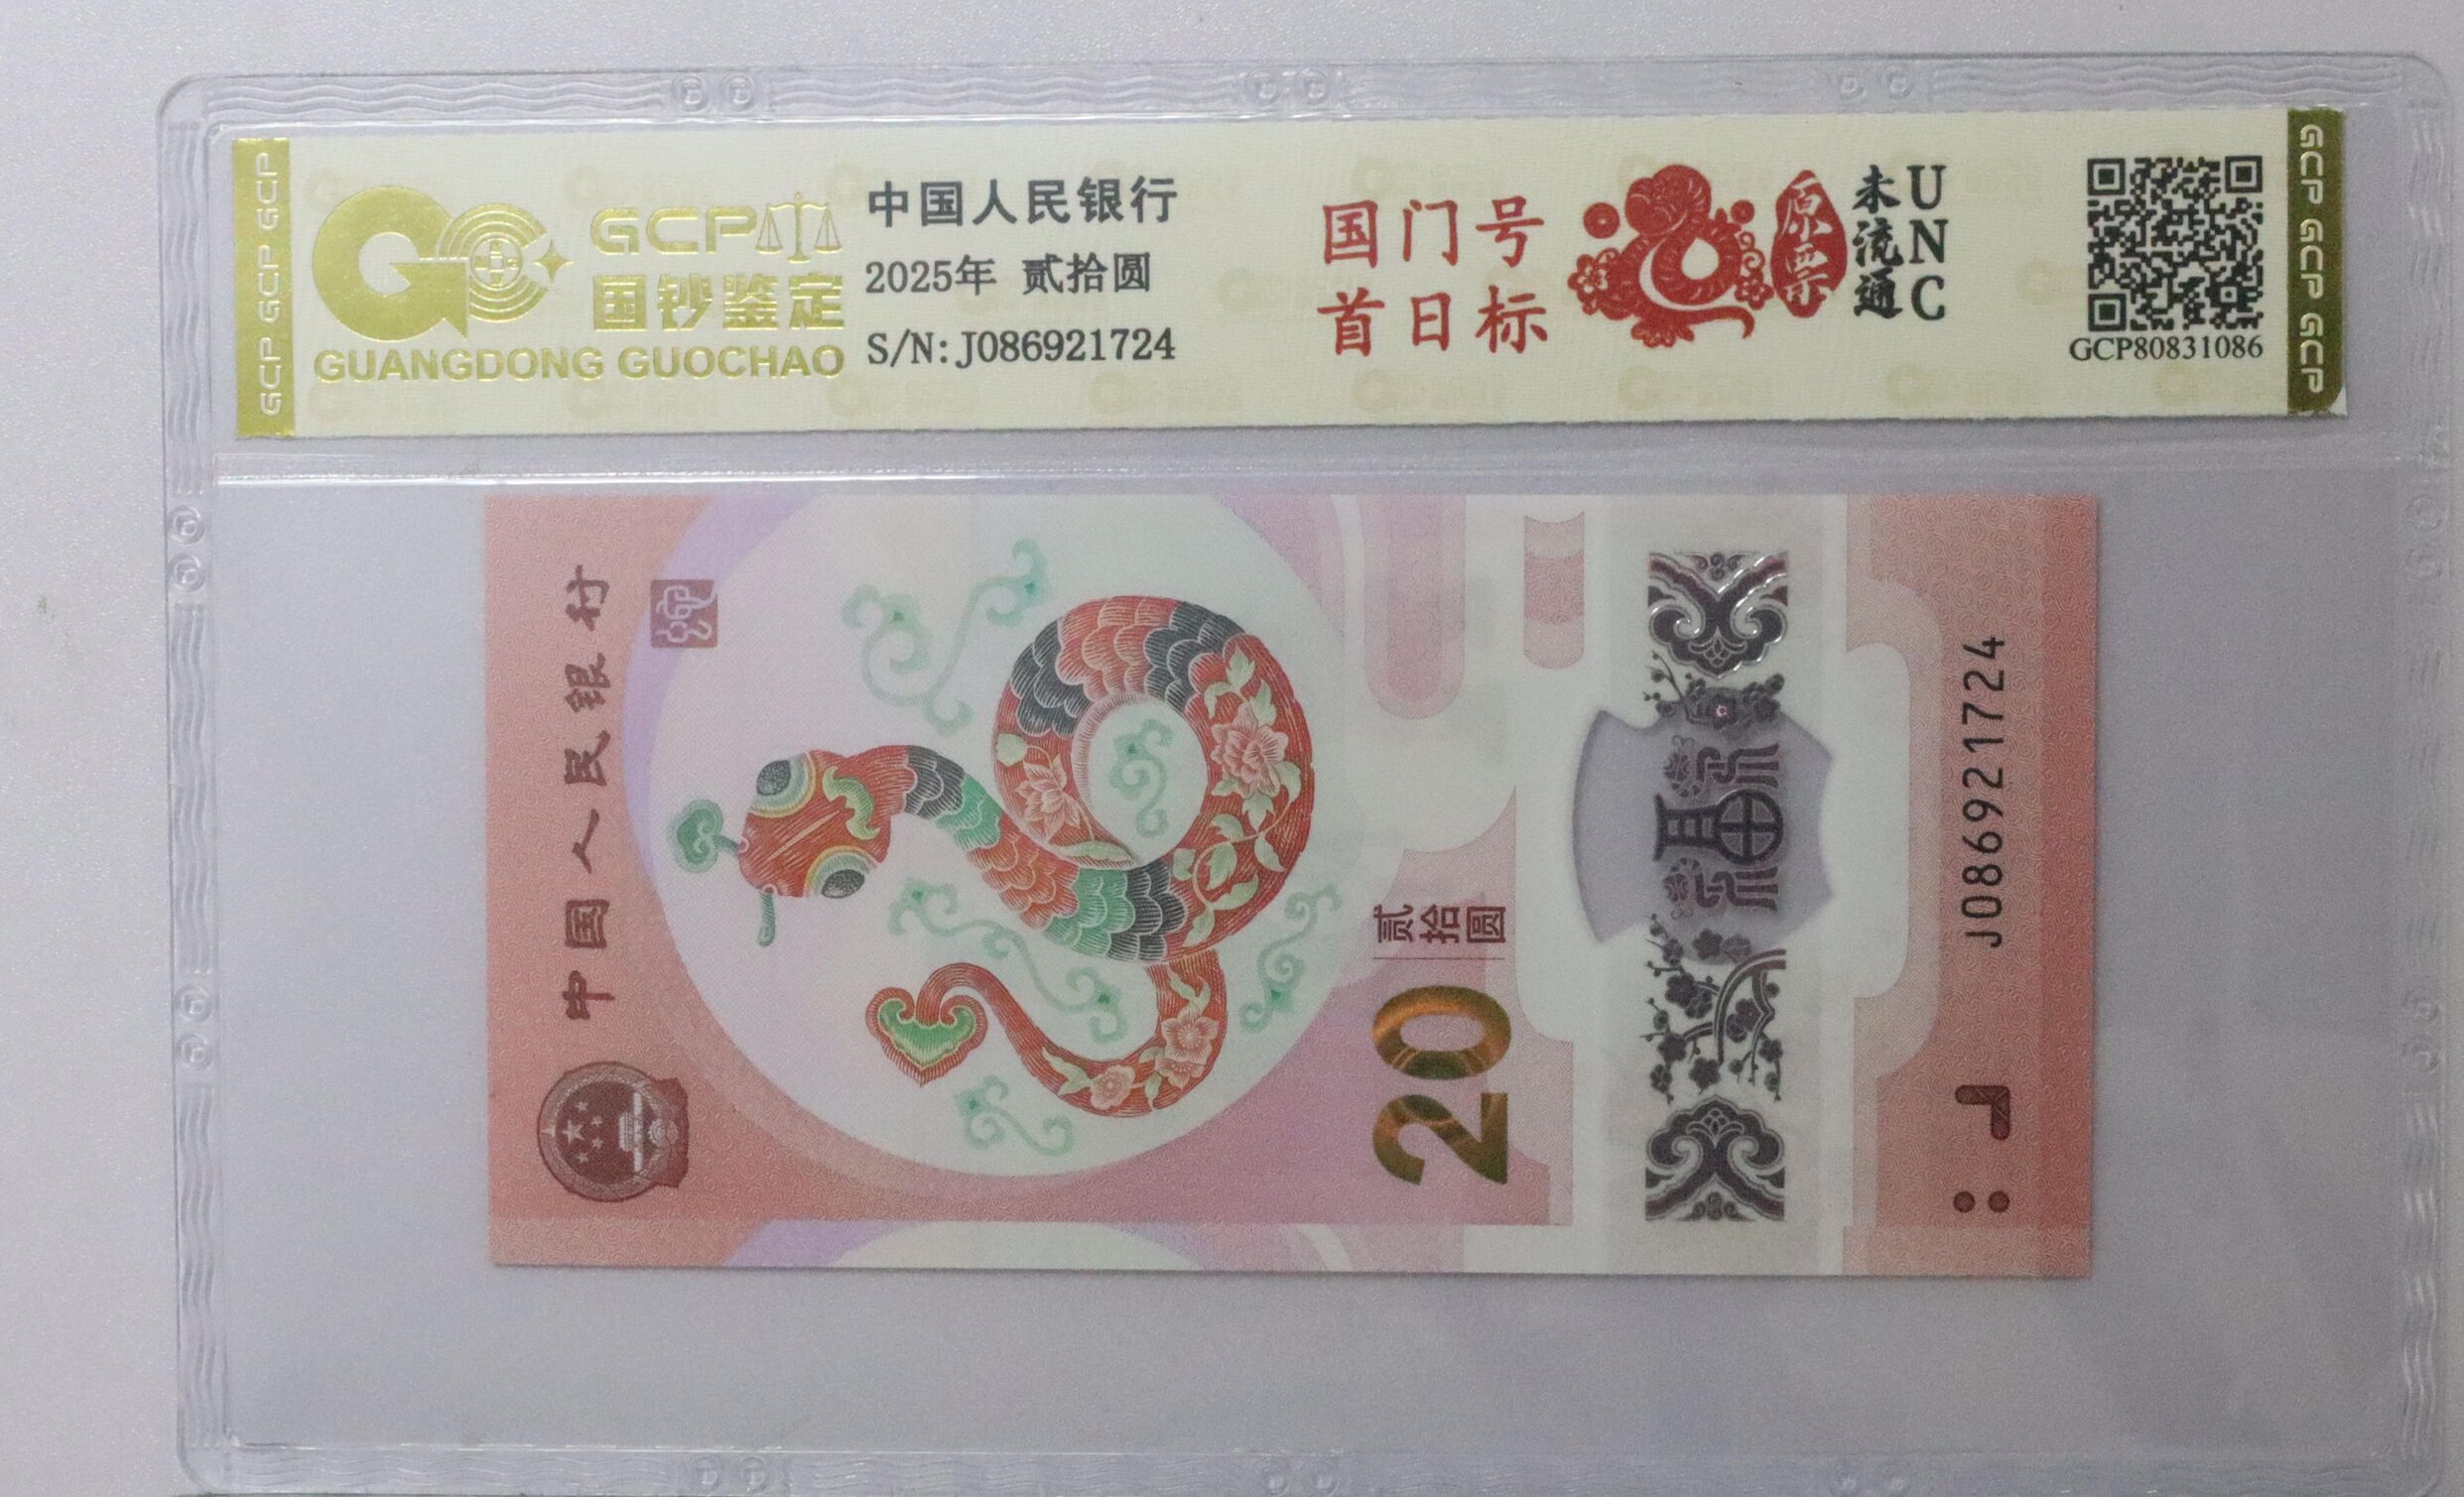 GCP GCP GCP
GCP
国钞鉴定
GUANGDONG GUOCHAO
中国人民银行
2025年 贰拾圆
S/N: J086921724
国门号
首日标
原票
未流通
UNC
GCP80831086
GCP GCP GCP
中国人民银行
贰拾圆
20
福
J086921724